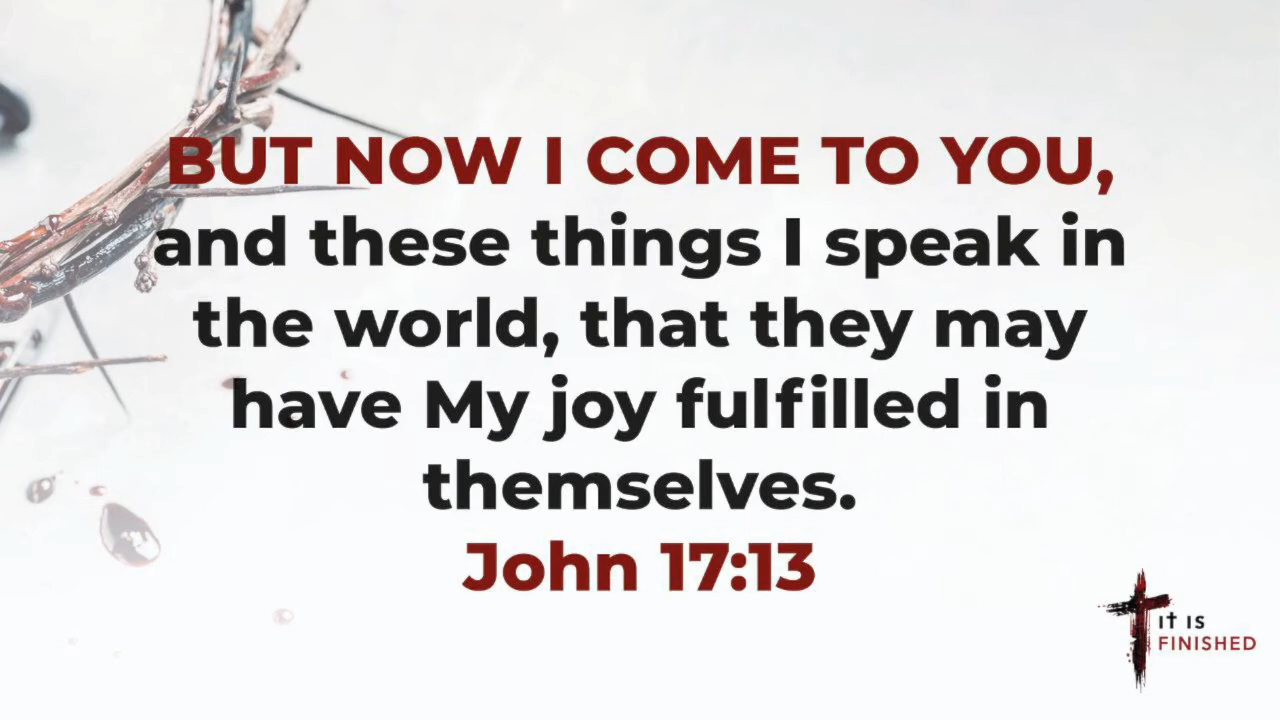 BUT NOW I COME TO YOU,
and these things I speak in
the world, that they may
have My joy fulfilled in
themselves.
John 17:13
It IS
FINISHED